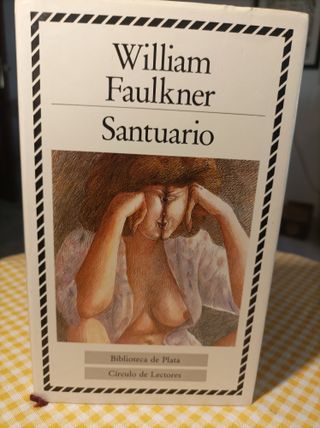 William
Faulkner
Santuario
Biblioteca de Plata
Círculo de Lectores